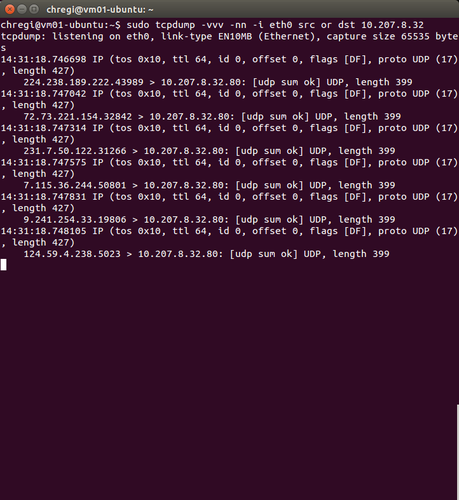 chregi@vm01-ubuntu: ~
chregi@vm01-ubuntu:~$ sudo tcpdump -vvv -nn -i eth0 src or dst 10.207.8.32
tcpdump: listening on eth0, link-type EN10MB (Ethernet), capture size 65535 byte
s
14:31:18.746698 IP (tos 0x10, ttl 64, id 0, offset 0, flags [DF], proto UDP (17)
, length 427)
    224.238.189.222.43989 > 10.207.8.32.80: [udp sum ok] UDP, length 399
14:31:18.747042 IP (tos 0x10, ttl 64, id 0, offset 0, flags [DF], proto UDP (17)
, length 427)
    72.73.221.154.32842 > 10.207.8.32.80: [udp sum ok] UDP, length 399
14:31:18.747314 IP (tos 0x10, ttl 64, id 0, offset 0, flags [DF], proto UDP (17)
, length 427)
    231.7.50.122.31266 > 10.207.8.32.80: [udp sum ok] UDP, length 399
14:31:18.747575 IP (tos 0x10, ttl 64, id 0, offset 0, flags [DF], proto UDP (17)
, length 427)
    7.115.36.244.50801 > 10.207.8.32.80: [udp sum ok] UDP, length 399
14:31:18.747831 IP (tos 0x10, ttl 64, id 0, offset 0, flags [DF], proto UDP (17)
, length 427)
    9.241.254.33.19806 > 10.207.8.32.80: [udp sum ok] UDP, length 399
14:31:18.748105 IP (tos 0x10, ttl 64, id 0, offset 0, flags [DF], proto UDP (17)
, length 427)
    124.59.4.238.5023 > 10.207.8.32.80: [udp sum ok] UDP, length 399